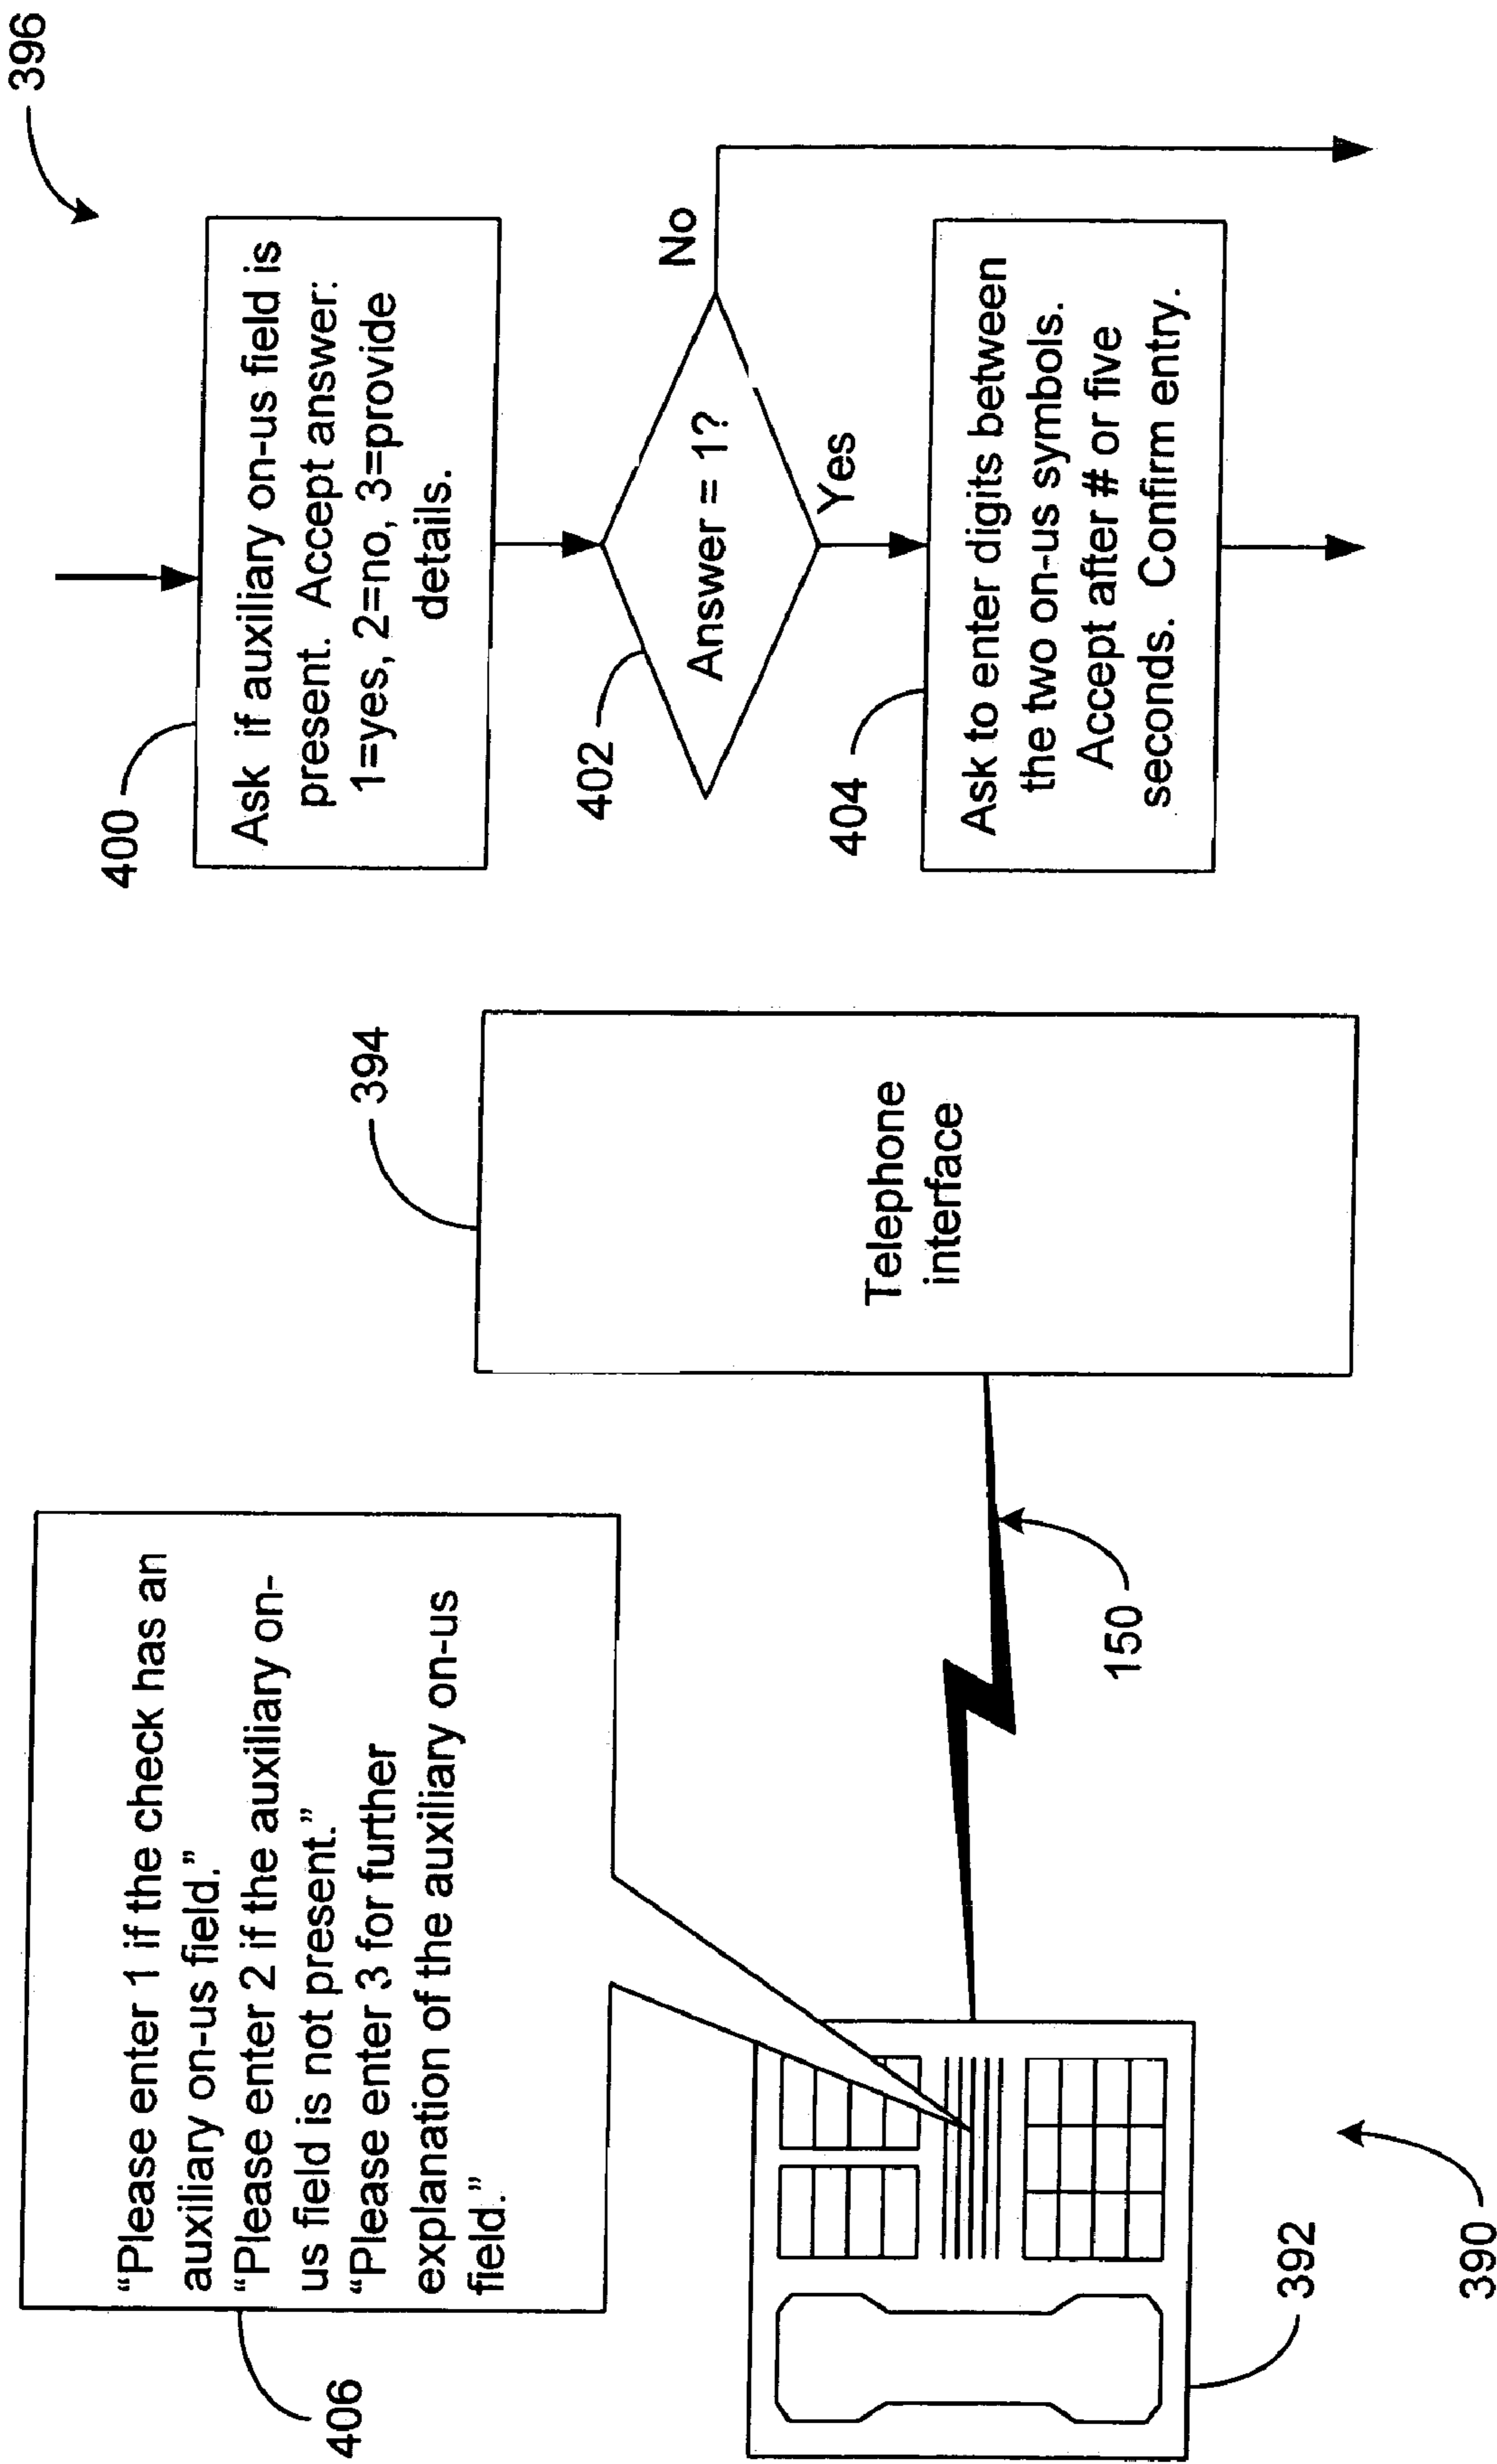 406
“Please enter 1 if the check has an
auxiliary on-us field.”
“Please enter 2 if the auxiliary on-
us field is not present.”
“Please enter 3 for further
explanation of the auxiliary on-us
field.”
392
390
150
394
Telephone
interface
396
400
Ask if auxiliary on-us field is
present. Accept answer:
1=yes, 2=no, 3=provide
details.
402
Answer = 1?
No
Yes
404
Ask to enter digits between
the two on-us symbols.
Accept after # or five
seconds. Confirm entry.